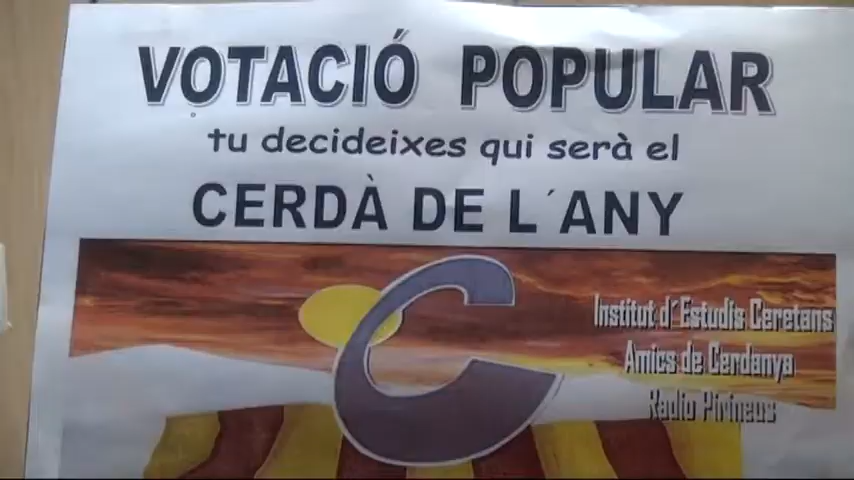 VOTACIÓ POPULAR
tu decideixes qui serà el
CERDÀ DE L´ANY
C
Institut d´Estudis Ceretans
Amics de Cerdanya
Radio Pirineus